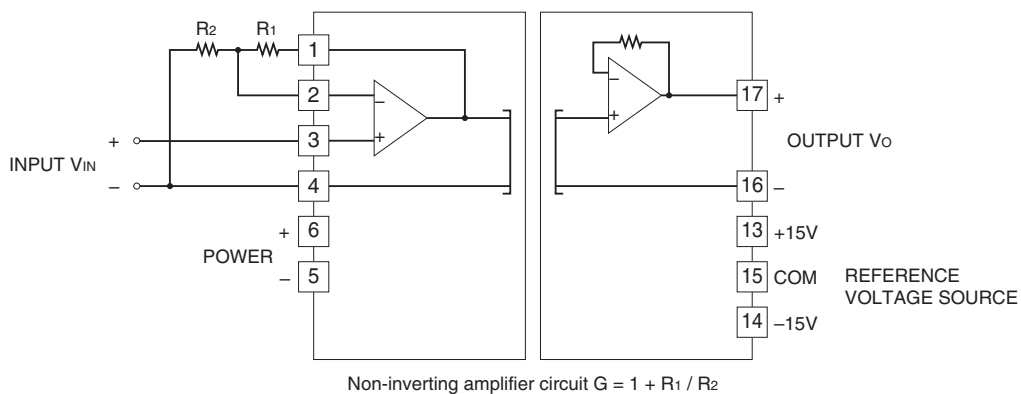 R2 R1
1
2 –
3 +
4
6
5
INPUT VIN
+
–
POWER
+
–
–
+
17 +
OUTPUT VO
16 –
13 +15V
15 COM REFERENCE
VOLTAGE SOURCE
14 –15V
Non-inverting amplifier circuit G = 1 + R1 / R2